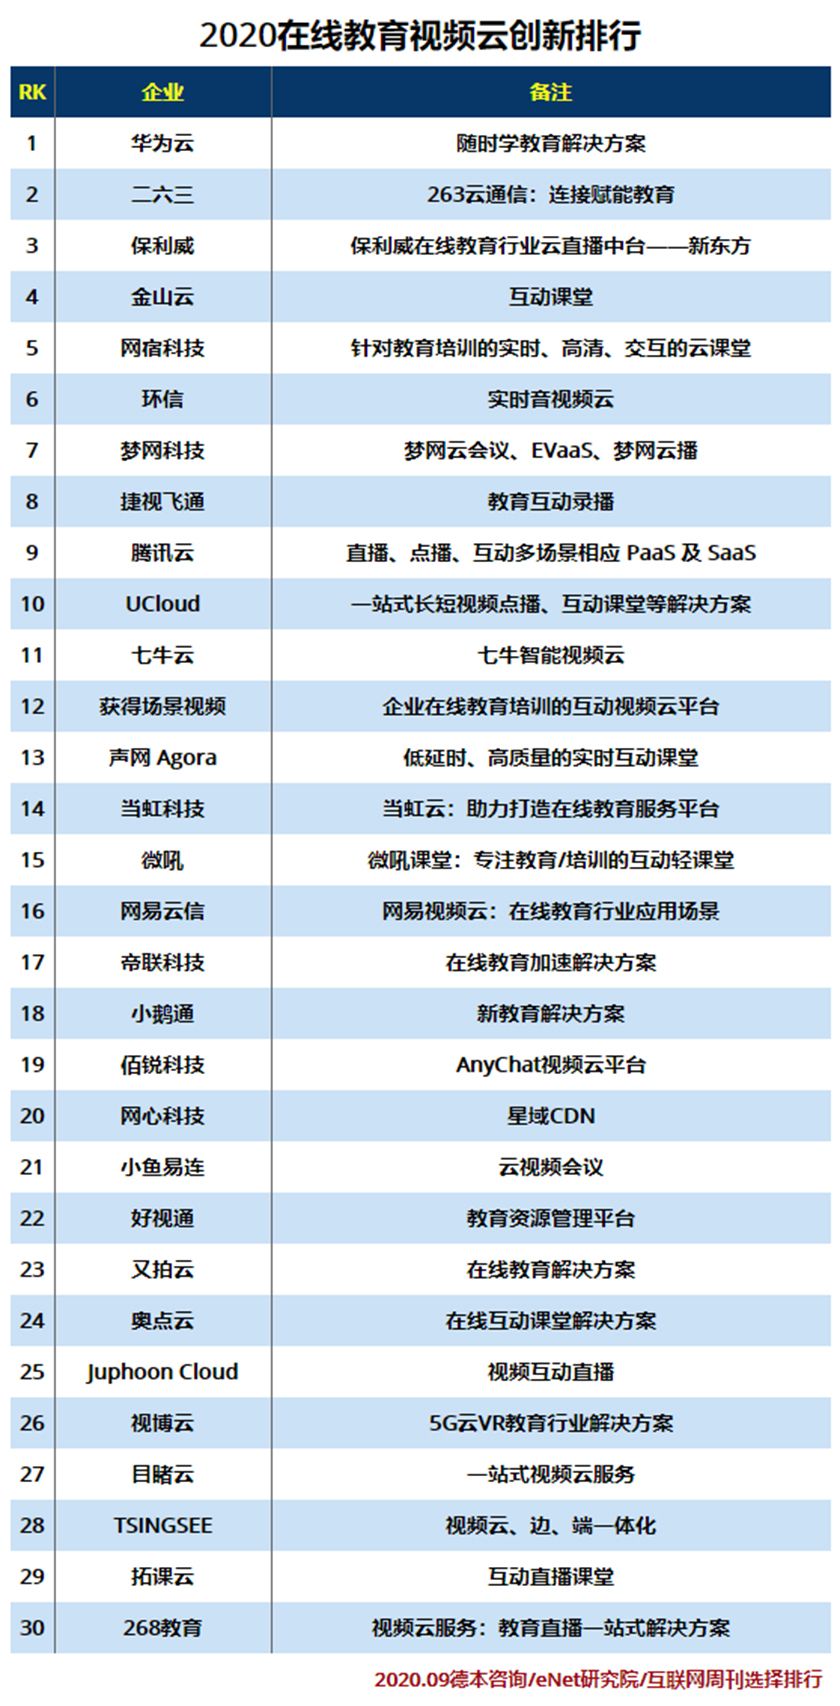 2020在线教育视频云创新排行
RK 企业 备注
1 华为云 随时学教育解决方案
2 二六三 263云通信：连接赋能教育
3 保利威 保利威在线教育行业云直播中台——新东方
4 金山云 互动课堂
5 网宿科技 针对教育培训的实时、高清、交互的云课堂
6 环信 实时音视频云
7 梦网科技 梦网云会议、EVaaS、梦网云播
8 捷视飞通 教育互动录播
9 腾讯云 直播、点播、互动多场景相应 PaaS 及 SaaS
10 UCloud 一站式长短视频点播、互动课堂等解决方案
11 七牛云 七牛智能视频云
12 获得场景视频 企业在线教育培训的互动视频云平台
13 声网 Agora 低延时、高质量的实时互动课堂
14 当虹科技 当虹云：助力打造在线教育服务平台
15 微吼 微吼课堂：专注教育/培训的互动轻课堂
16 网易云信 网易视频云：在线教育行业应用场景
17 帝联科技 在线教育加速解决方案
18 小鹅通 新教育解决方案
19 佰锐科技 AnyChat视频云平台
20 网心科技 星域CDN
21 小鱼易连 云视频会议
22 好视通 教育资源管理平台
23 又拍云 在线教育解决方案
24 奥点云 在线互动课堂解决方案
25 Juphoon Cloud 视频互动直播
26 视博云 5G云VR教育行业解决方案
27 目睹云 一站式视频云服务
28 TSINGSEE 视频云、边、端一体化
29 拓课云 互动直播课堂
30 268教育 视频云服务：教育直播一站式解决方案
2020.09德本咨询/eNet研究院/互联网周刊选择排行